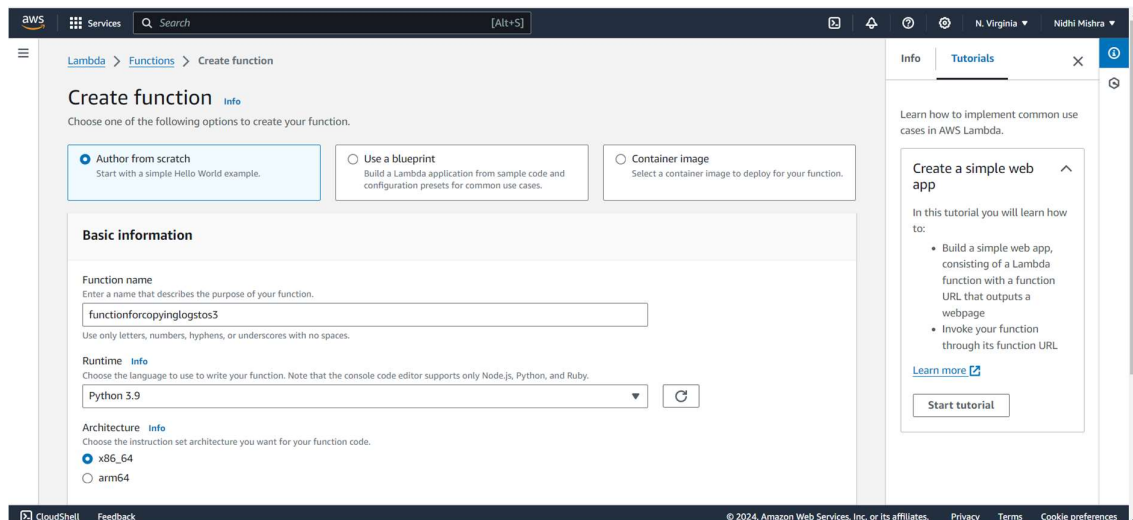 aws
Services
Search
[Alt+S]
N. Virginia
Nidhi Mishra
Lambda > Functions > Create function
Create function Info
Choose one of the following options to create your function.
Author from scratch
Start with a simple Hello World example.
Use a blueprint
Build a Lambda application from sample code and
configuration presets for common use cases.
Container image
Select a container image to deploy for your function.
Basic information
Function name
Enter a name that describes the purpose of your function.
functionforcopyinglogstos3
Use only letters, numbers, hyphens, or underscores with no spaces.
Runtime Info
Choose the language to use to write your function. Note that the console code editor supports only Node.js, Python, and Ruby.
Python 3.9
Architecture Info
Choose the instruction set architecture you want for your function code.
x86_64
arm64
Info
Tutorials
Learn how to implement common use
cases in AWS Lambda.
Create a simple web
app
In this tutorial you will learn how
to:
• Build a simple web app,
consisting of a Lambda
function with a function
URL that outputs a
webpage
• Invoke your function
through its function URL
Learn more
Start tutorial
CloudShell
Feedback
© 2024, Amazon Web Services, Inc. or its affiliates.
Privacy
Terms
Cookie preferences